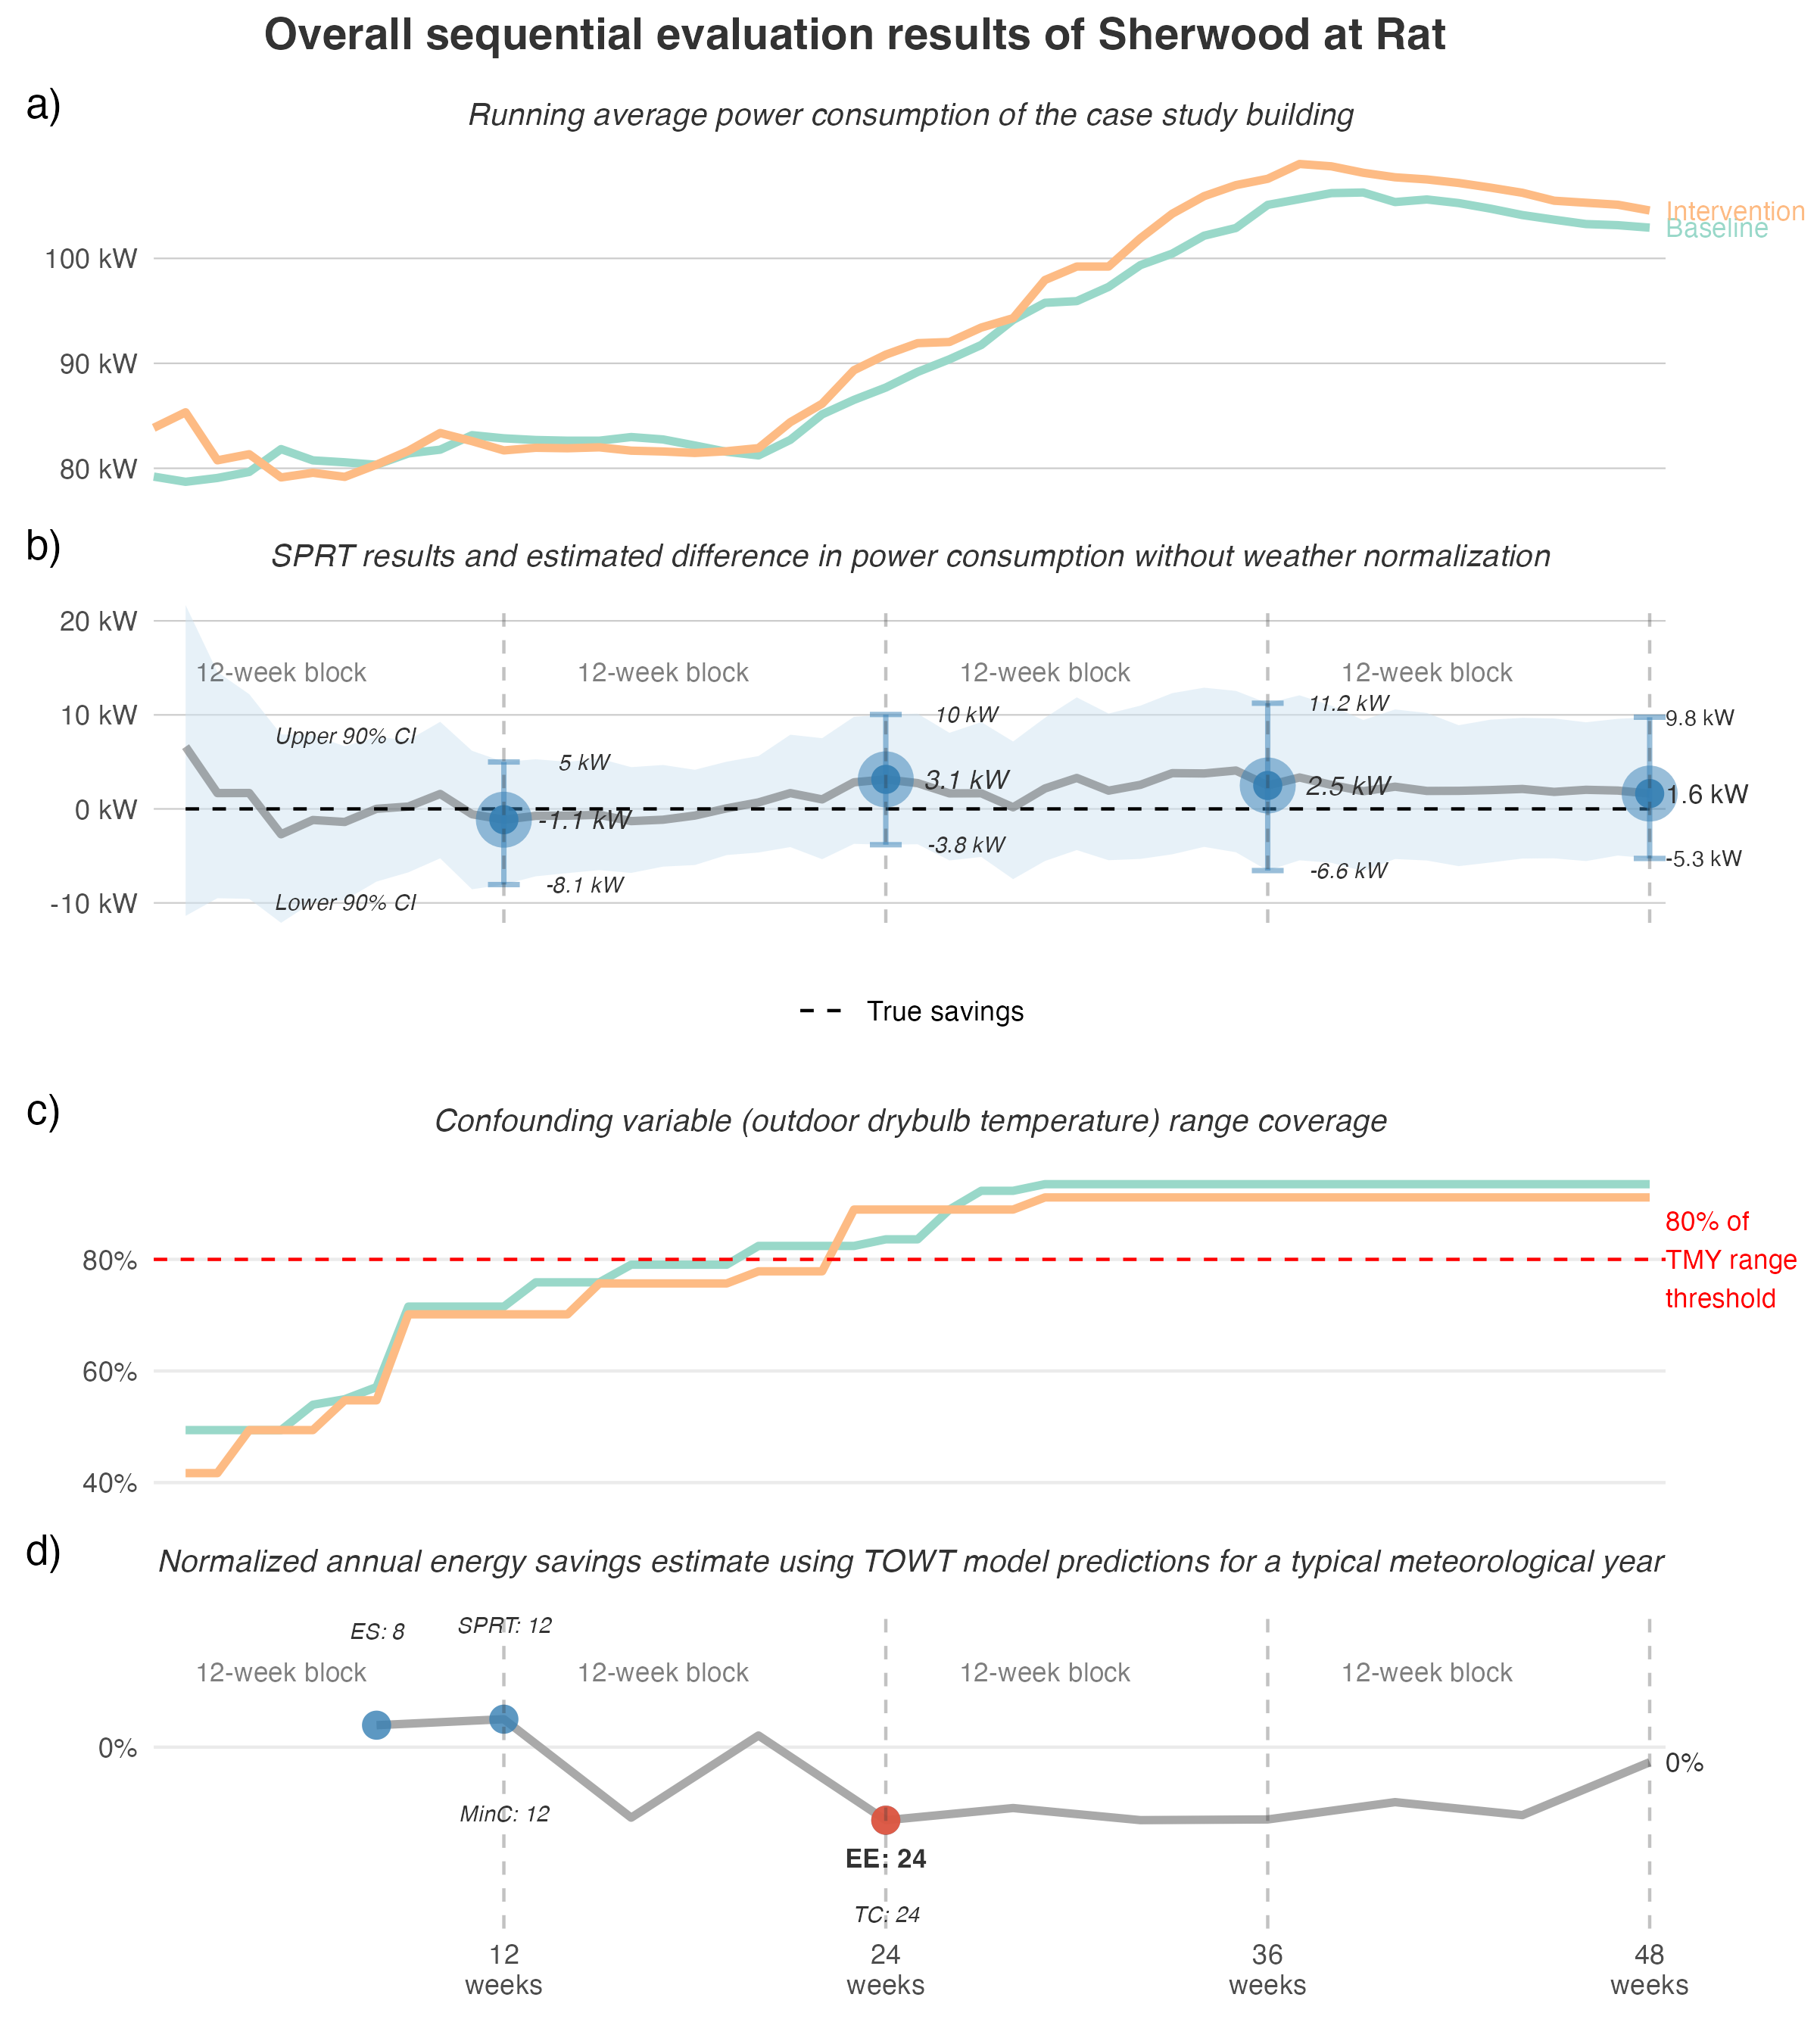 Overall sequential evaluation results of Sherwood at Rat
a)
Running average power consumption of the case study building
100 kW
90 kW
80 kW
Intervention
Baseline
b)
SPRT results and estimated difference in power consumption without weather normalization
20 kW
10 kW
0 kW
-10 kW
12-week block
12-week block
12-week block
12-week block
Upper 90% CI
Lower 90% CI
5 kW
-1.1 kW
-8.1 kW
10 kW
3.1 kW
-3.8 kW
11.2 kW
2.5 kW
-6.6 kW
9.8 kW
1.6 kW
-5.3 kW
True savings
c)
Confounding variable (outdoor drybulb temperature) range coverage
80%
60%
40%
80% of
TMY range
threshold
d)
Normalized annual energy savings estimate using TOWT model predictions for a typical meteorological year
ES: 8
SPRT: 12
12-week block
12-week block
12-week block
12-week block
0%
0%
MinC: 12
EE: 24
TC: 24
12
weeks
24
weeks
36
weeks
48
weeks